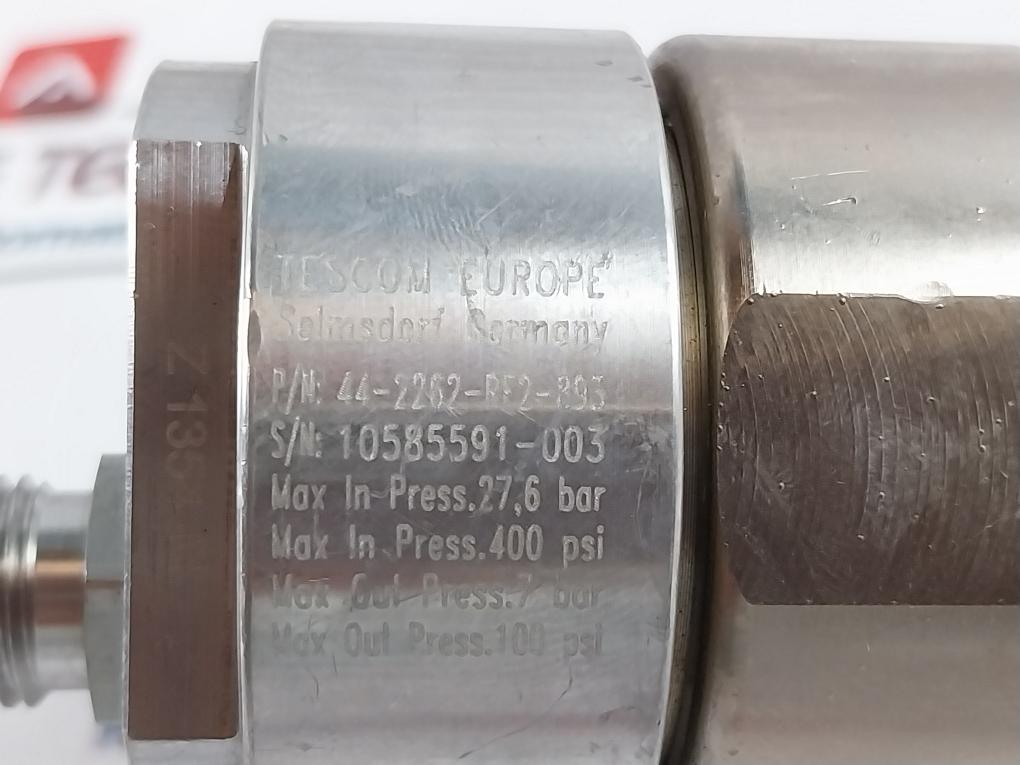 TESCOM EUROPE
Selmsdorf Germany
P/N: 44-2262-RF2-893
S/N: 10585591-003
Max In Press.27,6 bar
Max In Press.400 psi
Max Out Press.7 bar
Max Out Press.100 psi